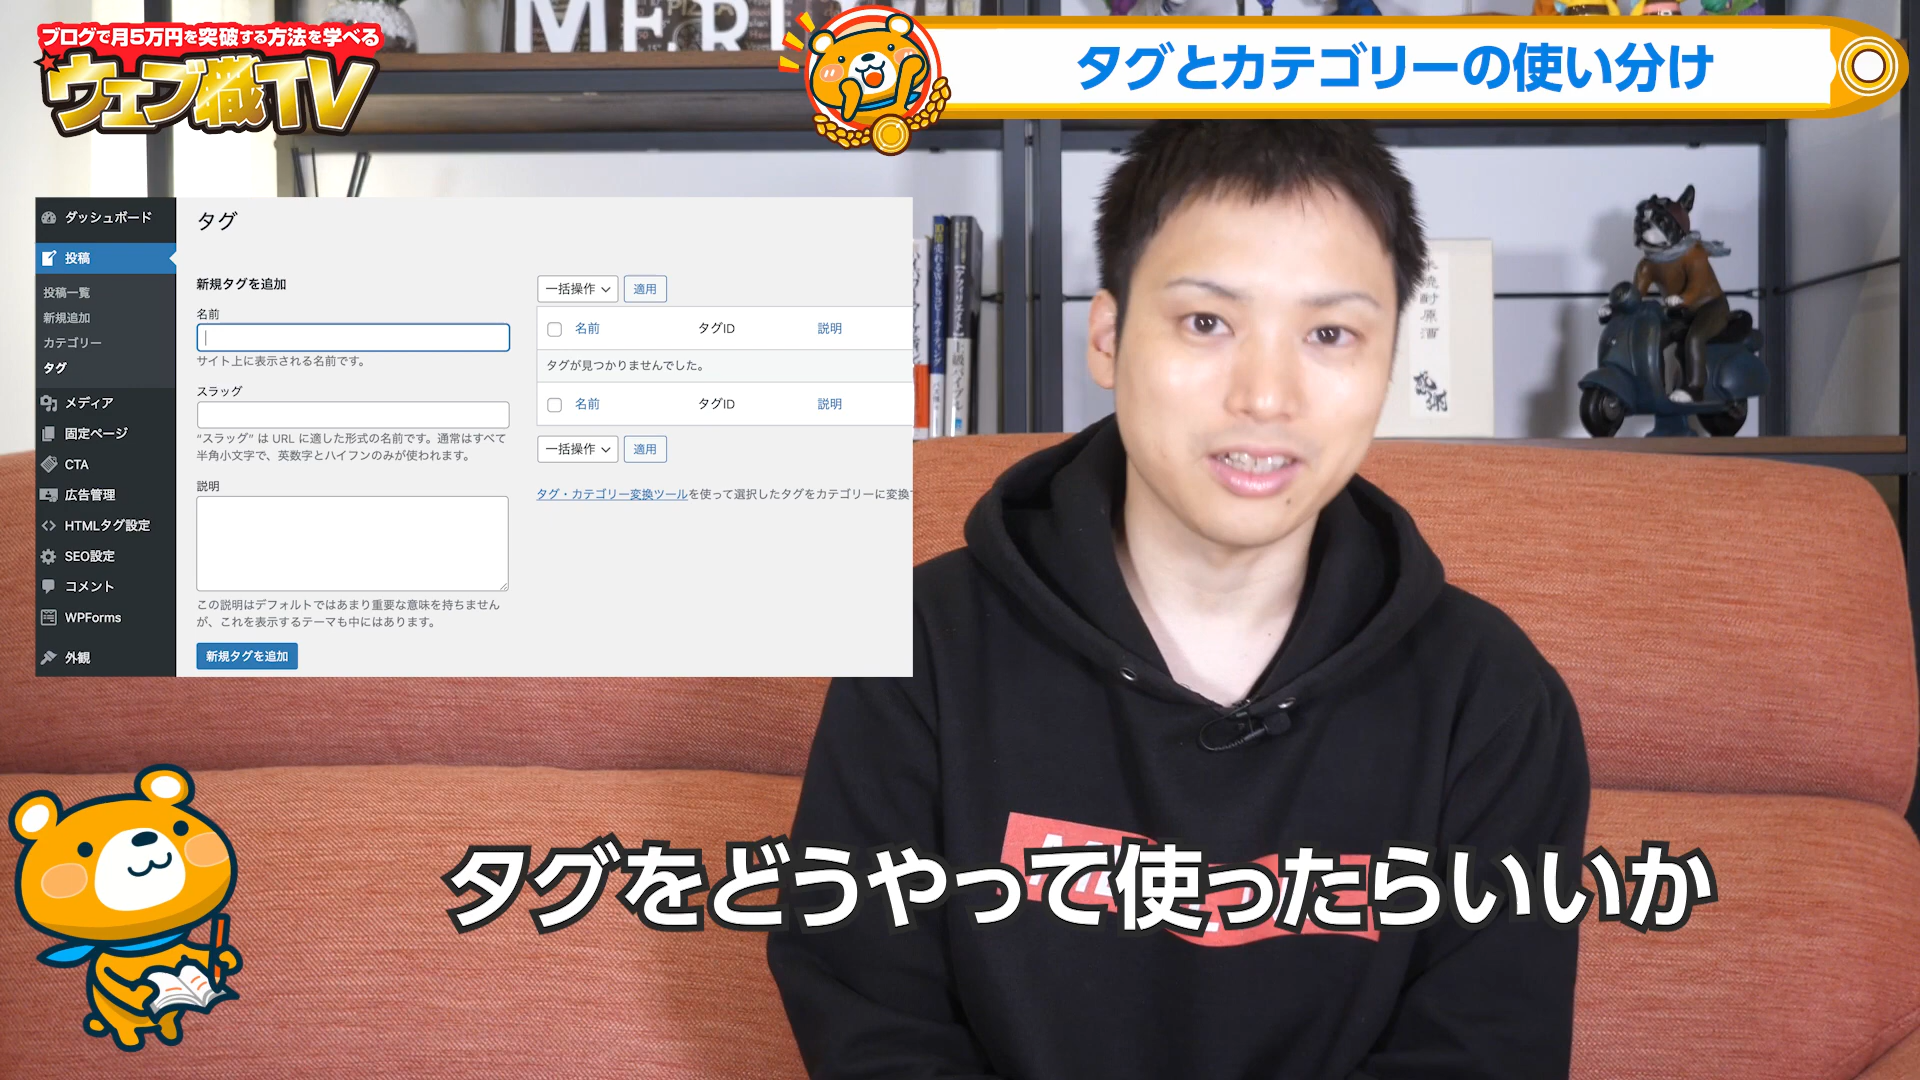 ブログで月5万円を突破する方法を学べる
ウェブ職TV
タグとカテゴリーの使い分け
ダッシュボード
投稿
投稿一覧
新規追加
カテゴリー
タグ
メディア
固定ページ
CTA
広告管理
HTMLタグ設定
SEO設定
コメント
WPForms
外観
タグ
新規タグを追加
名前
サイト上に表示される名前です。
スラッグ
“スラッグ” は URL に適した形式の名前です。通常はすべて
半角小文字で、英数字とハイフンのみが使われます。
説明
この説明はデフォルトではあまり重要な意味を持ちません
が、これを表示するテーマも中にはあります。
新規タグを追加
一括操作 適用
名前 タグID 説明
タグが見つかりませんでした。
名前 タグID 説明
一括操作 適用
タグ・カテゴリー変換ツールを使って選択したタグをカテゴリーに変換
タグをどうやって使ったらいいか